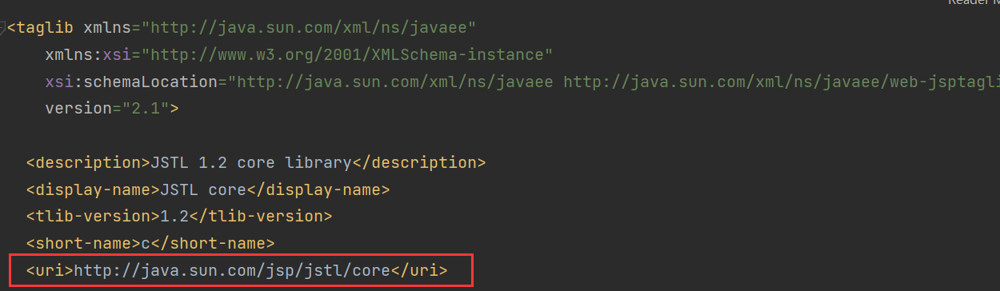 Reader M
<taglib xmlns="http://java.sun.com/xml/ns/javaee"
xmlns:xsi="http://www.w3.org/2001/XMLSchema-instance"
xsi:schemaLocation="http://java.sun.com/xml/ns/javaee http://java.sun.com/xml/ns/javaee/web-jsptagli
version="2.1">
<description>JSTL 1.2 core library</description>
<display-name>JSTL core</display-name>
<tlib-version>1.2</tlib-version>
<short-name>c</short-name>
<uri>http://java.sun.com/jsp/jstl/core</uri>